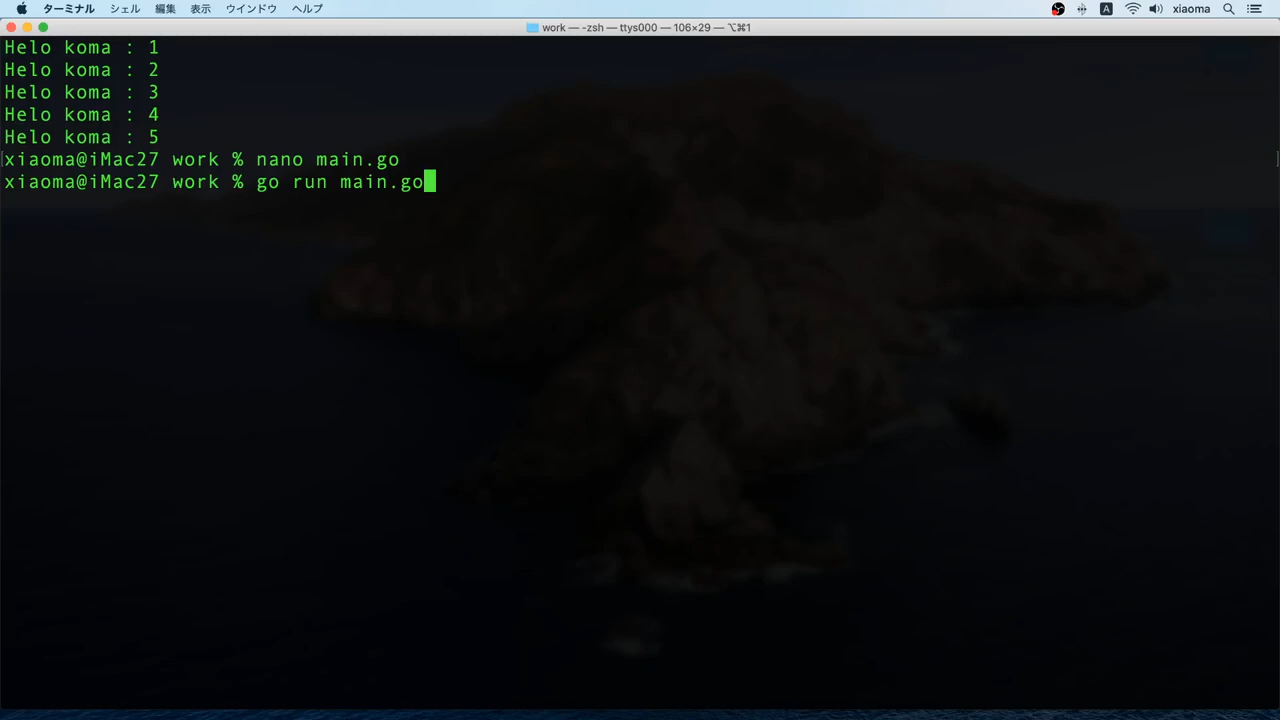 ターミナル シェル 編集 表示 ウインドウ ヘルプ A xiaoma
work — -zsh — ttys000 — 106×29 — ⌥⌘1
Helo koma : 1
Helo koma : 2
Helo koma : 3
Helo koma : 4
Helo koma : 5
xiaoma@iMac27 work % nano main.go
xiaoma@iMac27 work % go run main.go